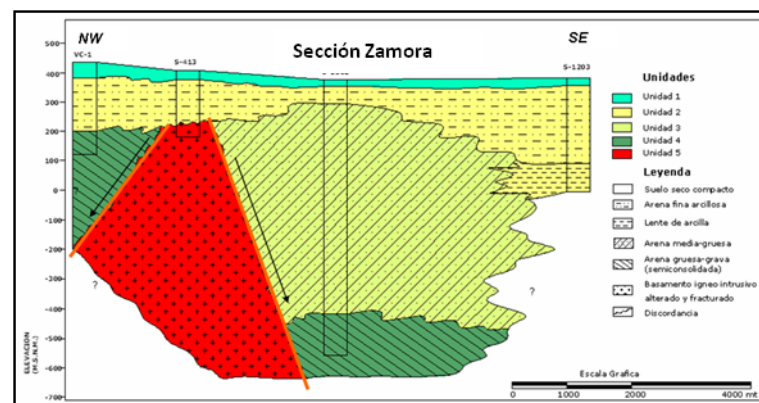 NW
Sección Zamora
SE
VC-1
S-413
S-1203
500
400
300
200
100
0
-100
-200
-300
-400
-500
-600
-700
ELEVACION
(M.S.N.M.)
?
?
?
Unidades
Unidad 1
Unidad 2
Unidad 3
Unidad 4
Unidad 5
Leyenda
Suelo seco compacto
Arena fina arcillosa
Lente de arcilla
Arena media-gruesa
Arena gruesa-grava
(semiconsolidada)
Basamento igneo intrusivo
alterado y fracturado
Discordancia
Escala Grafica
0 1000 2000 4000 mt